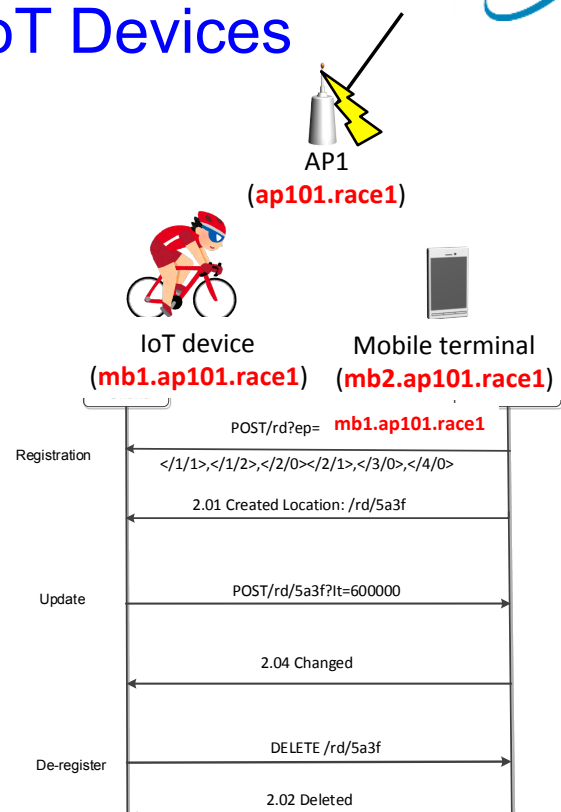 oT Devices
AP1
(ap101.race1)
IoT device
(mb1.ap101.race1)
Mobile terminal
(mb2.ap101.race1)
POST/rd?ep= mb1.ap101.race1
Registration
</1/1>,</1/2>,</2/0></2/1>,</3/0>,</4/0>
2.01 Created Location: /rd/5a3f
Update
POST/rd/5a3f?lt=600000
2.04 Changed
De-register
DELETE /rd/5a3f
2.02 Deleted